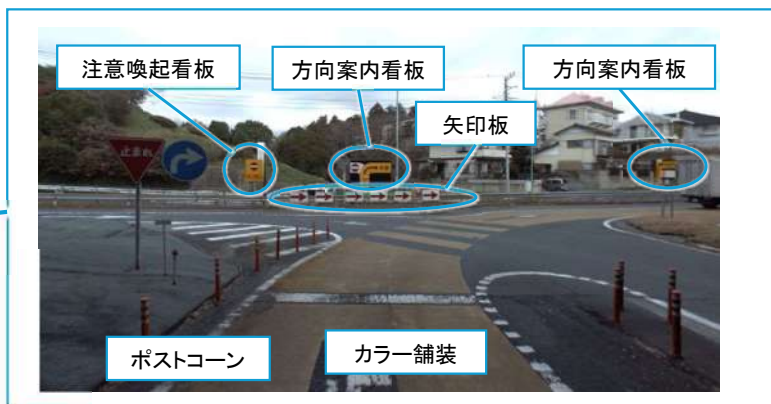 注意喚起看板
方向案内看板
方向案内看板
矢印板
止まれ
ポストコーン
カラー舗装